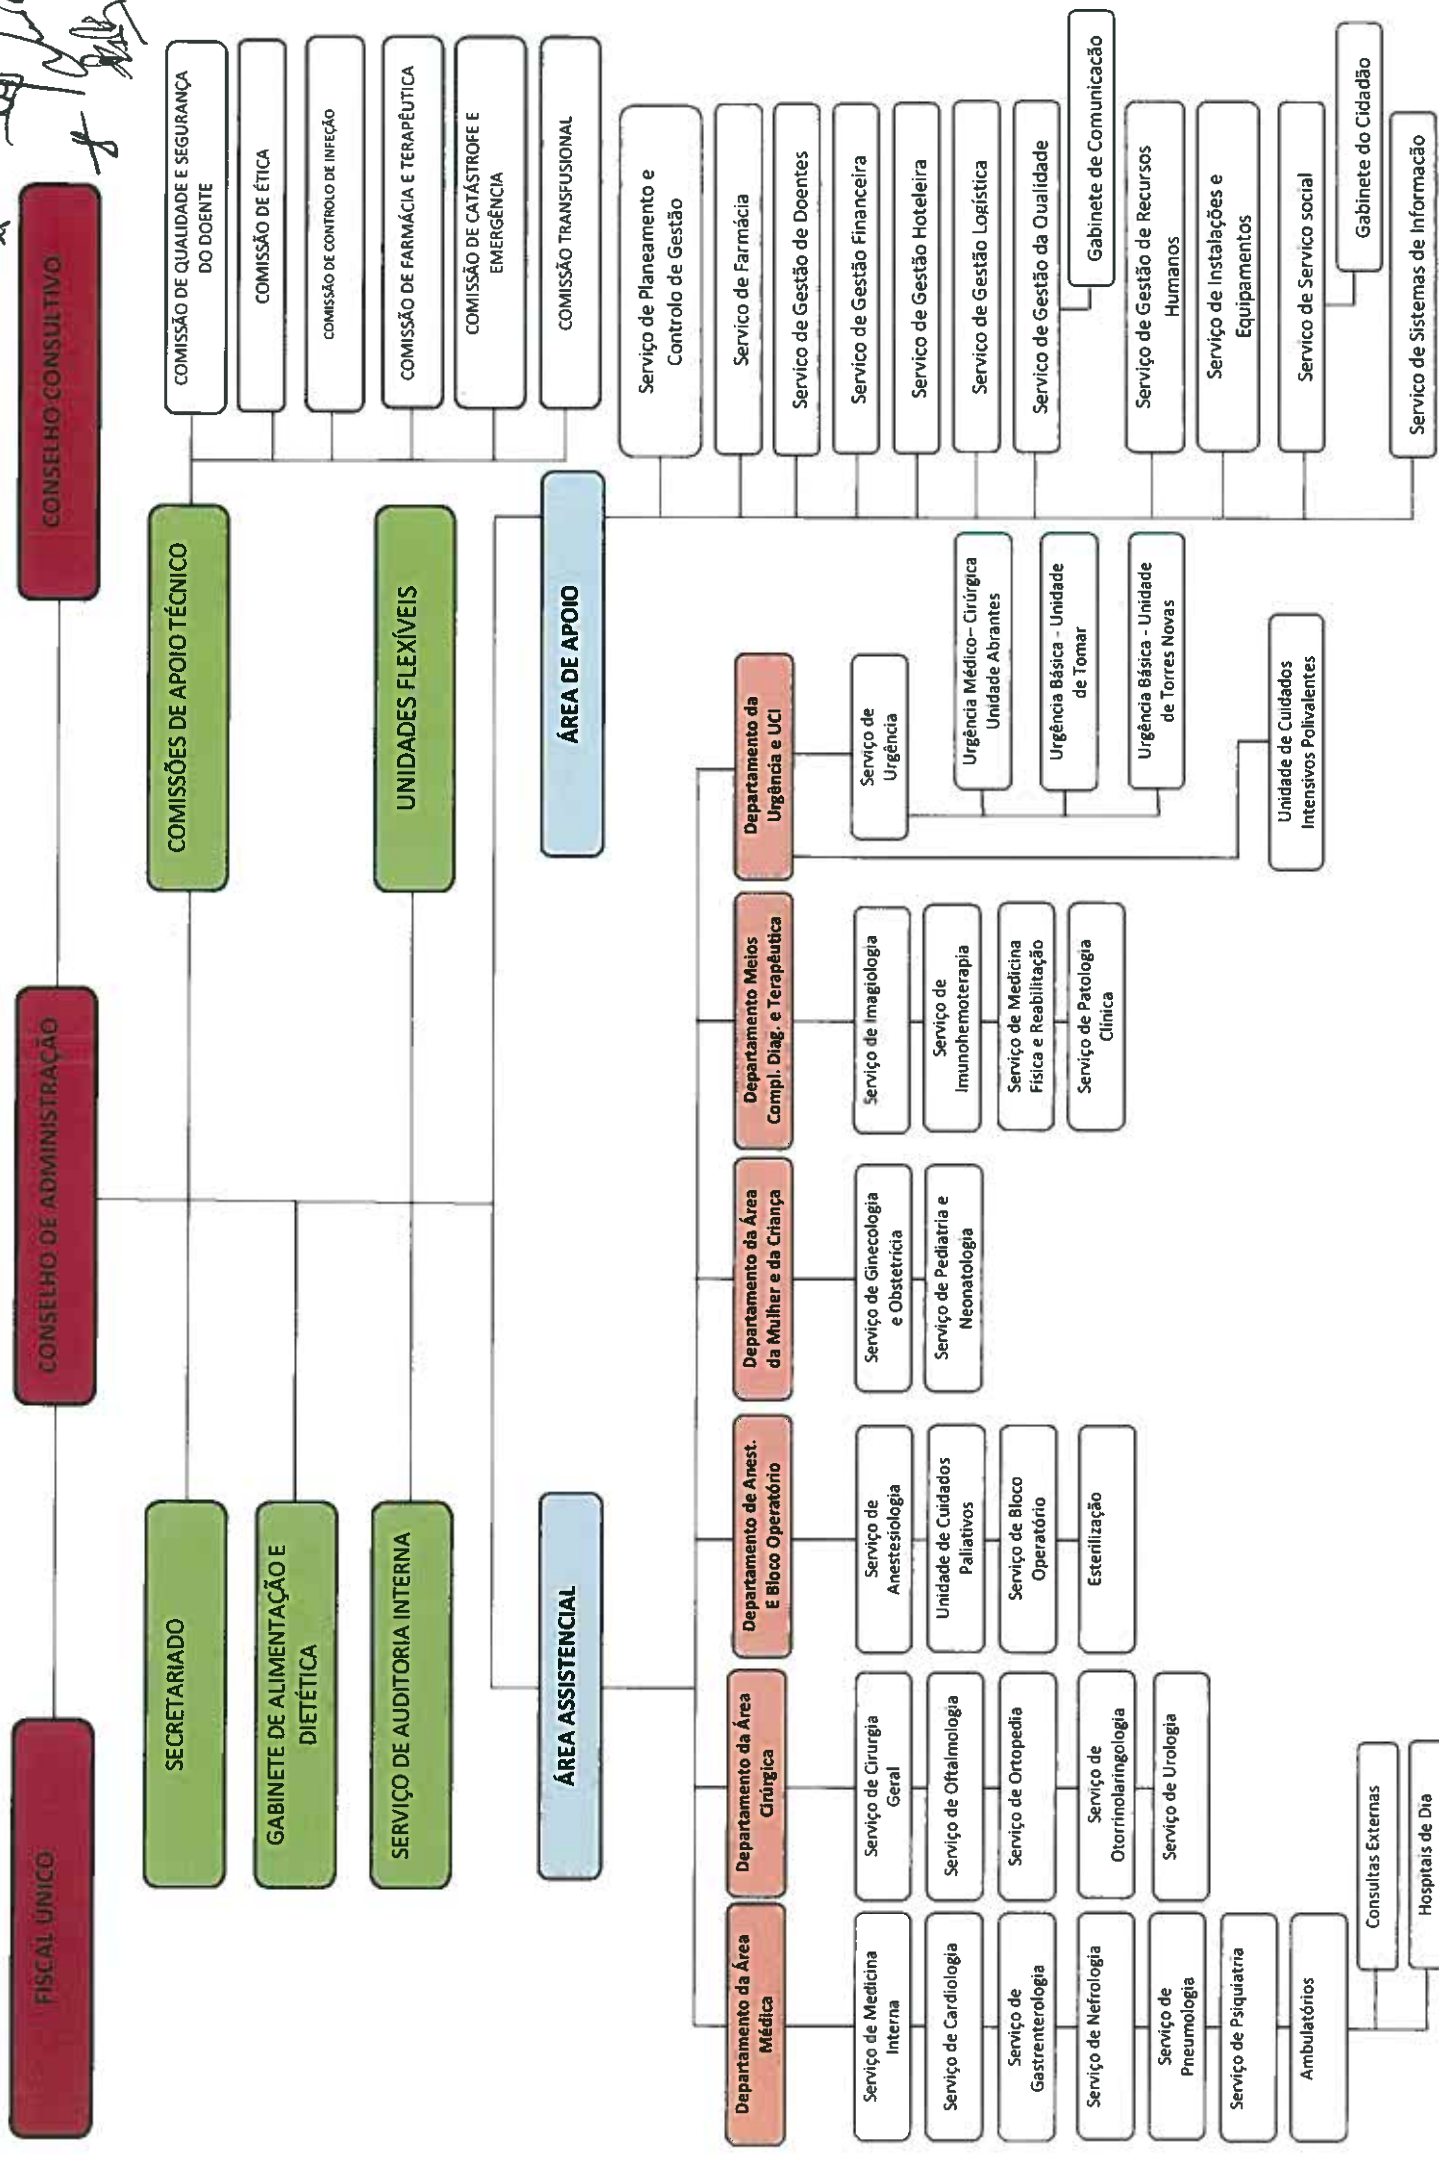 FISCAL ÚNICO
CONSELHO DE ADMINISTRAÇÃO
CONSELHO CONSULTIVO
SECRETARIADO
GABINETE DE ALIMENTAÇÃO E
DIETÉTICA
SERVIÇO DE AUDITORIA INTERNA
COMISSÕES DE APOIO TÉCNICO
UNIDADES FLEXÍVEIS
COMISSÃO DE QUALIDADE E SEGURANÇA
DO DOENTE
COMISSÃO DE ÉTICA
COMISSÃO DE CONTROLO DE INFEÇÃO
COMISSÃO DE FARMÁCIA E TERAPÊUTICA
COMISSÃO DE CATÁSTROFE E
EMERGÊNCIA
COMISSÃO TRANSFUSIONAL
ÁREA ASSISTENCIAL
ÁREA DE APOIO
Departamento da Área
Médica
Serviço de Medicina
Interna
Serviço de Cardiologia
Serviço de
Gastrenterologia
Serviço de Nefrologia
Serviço de
Pneumologia
Serviço de Psiquiatria
Ambulatórios
Consultas Externas
Hospitais de Dia
Departamento da Área
Cirúrgica
Serviço de Cirurgia
Geral
Serviço de Oftalmologia
Serviço de Ortopedia
Serviço de
Otorrinolaringologia
Serviço de Urologia
Departamento de Anest.
E Bloco Operatório
Serviço de
Anestesiologia
Unidade de Cuidados
Paliativos
Serviço de Bloco
Operatório
Esterilização
Departamento da Área
da Mulher e da Criança
Serviço de Ginecologia
e Obstetrícia
Serviço de Pediatria e
Neonatologia
Departamento Meios
Compl. Diag. e Terapêutica
Serviço de Imagiologia
Serviço de
Imunohemoterapia
Serviço de Medicina
Física e Reabilitação
Serviço de Patologia
Clínica
Departamento da
Urgência e UCI
Serviço de
Urgência
Urgência Médico– Cirúrgica
Unidade Abrantes
Urgência Básica - Unidade
de Tomar
Urgência Básica - Unidade
de Torres Novas
Unidade de Cuidados
Intensivos Polivalentes
Serviço de Planeamento e
Controlo de Gestão
Servico de Farmácia
Servico de Gestão de Doentes
Servico de Gestão Financeira
Servico de Gestão Hoteleira
Servico de Gestão Logística
Servico de Gestão da Qualidade
Gabinete de Comunicacão
Serviço de Gestão de Recursos
Humanos
Serviço de Instalações e
Equipamentos
Servico de Servico social
Gabinete do Cidadão
Servico de Sistemas de Informacão